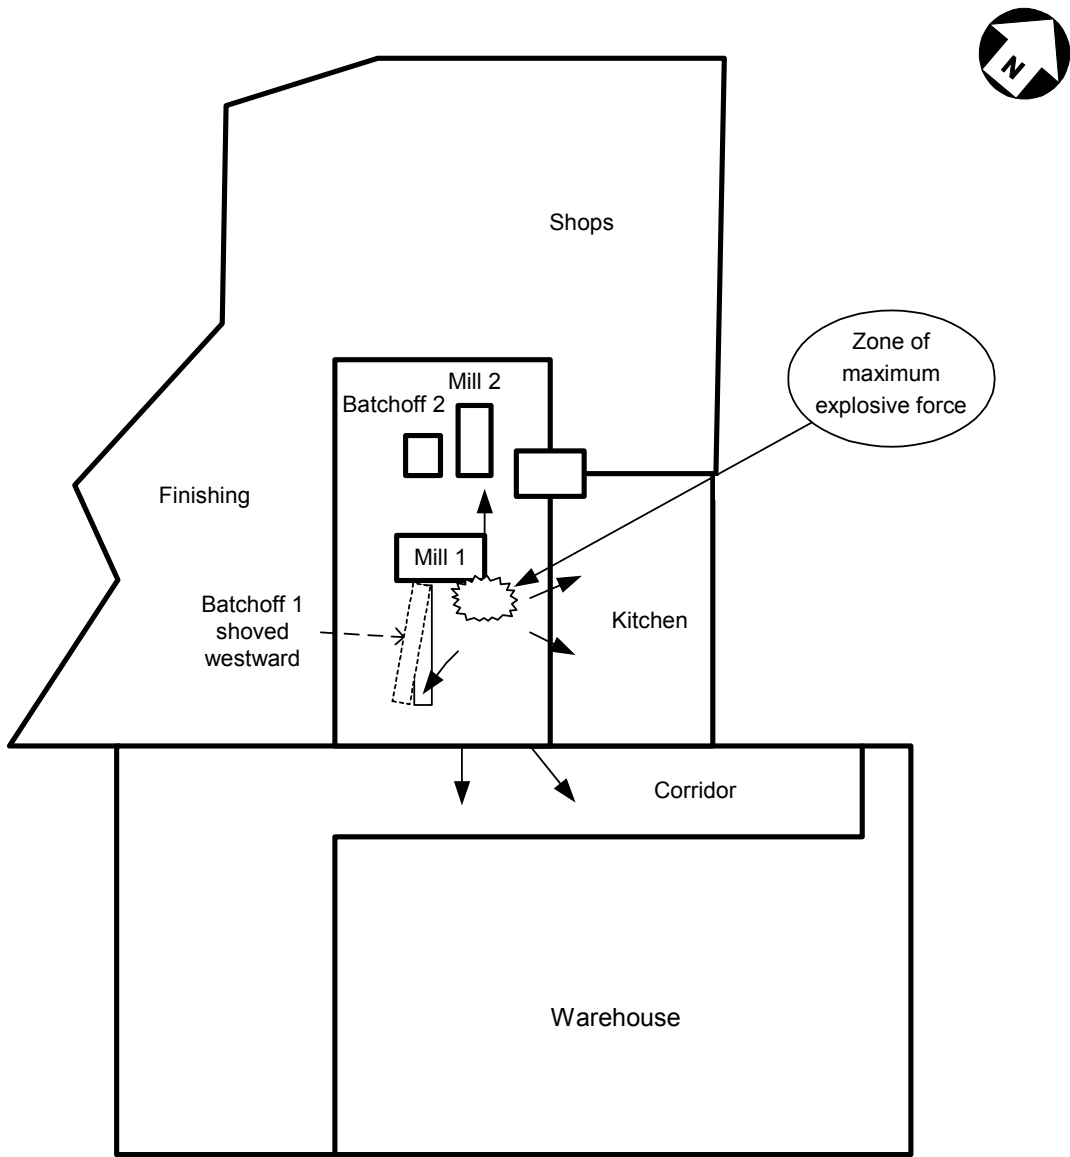 N
Shops
Zone of
maximum
explosive force
Mill 2
Batchoff 2
Finishing
Mill 1
Batchoff 1
shoved
westward
Kitchen
Corridor
Warehouse